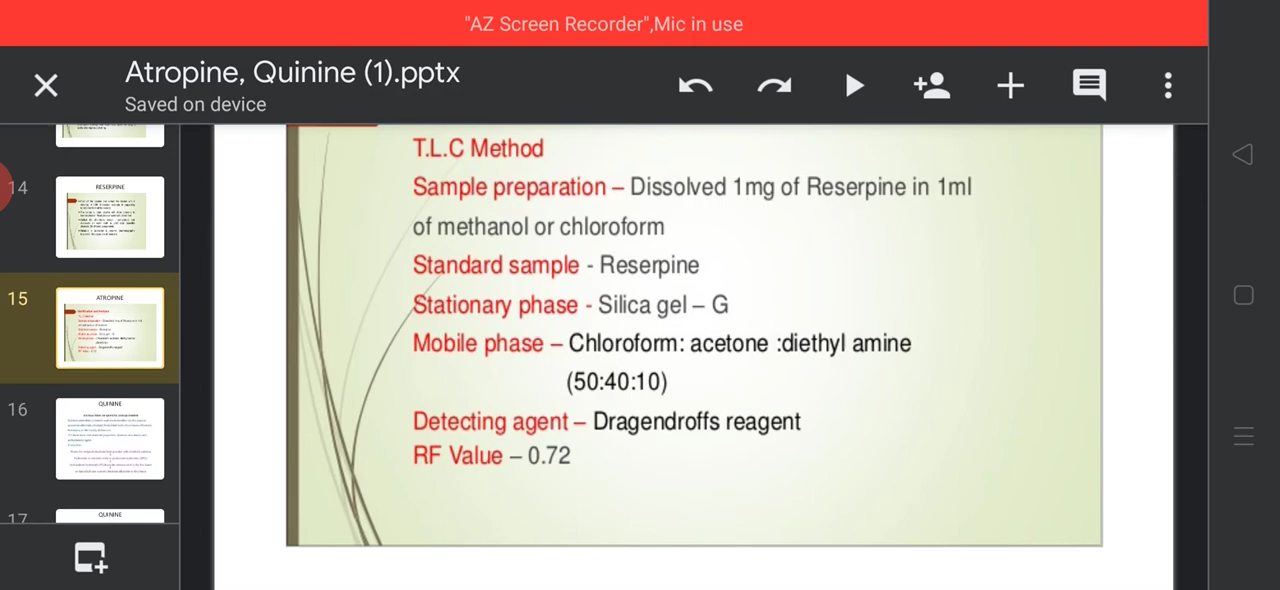 "AZ Screen Recorder",Mic in use
Atropine, Quinine (1).pptx
Saved on device
14
RESERPINE
15
ATROPINE
16
QUININE
17
QUININE
T.L.C Method
Sample preparation – Dissolved 1mg of Reserpine in 1ml
of methanol or chloroform
Standard sample - Reserpine
Stationary phase - Silica gel – G
Mobile phase – Chloroform: acetone :diethyl amine
(50:40:10)
Detecting agent – Dragendroffs reagent
RF Value – 0.72